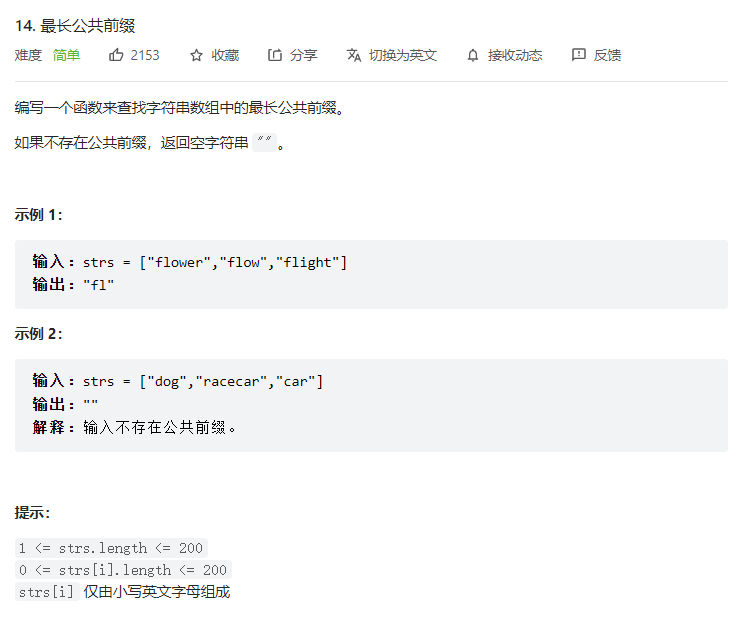 14. 最长公共前缀
难度 简单 2153 收藏 分享 切换为英文 接收动态 反馈
编写一个函数来查找字符串数组中的最长公共前缀。
如果不存在公共前缀，返回空字符串 ""。
示例 1：
输入：strs = ["flower","flow","flight"]
输出："fl"
示例 2：
输入：strs = ["dog","racecar","car"]
输出：""
解释：输入不存在公共前缀。
提示：
1 <= strs.length <= 200
0 <= strs[i].length <= 200
strs[i] 仅由小写英文字母组成